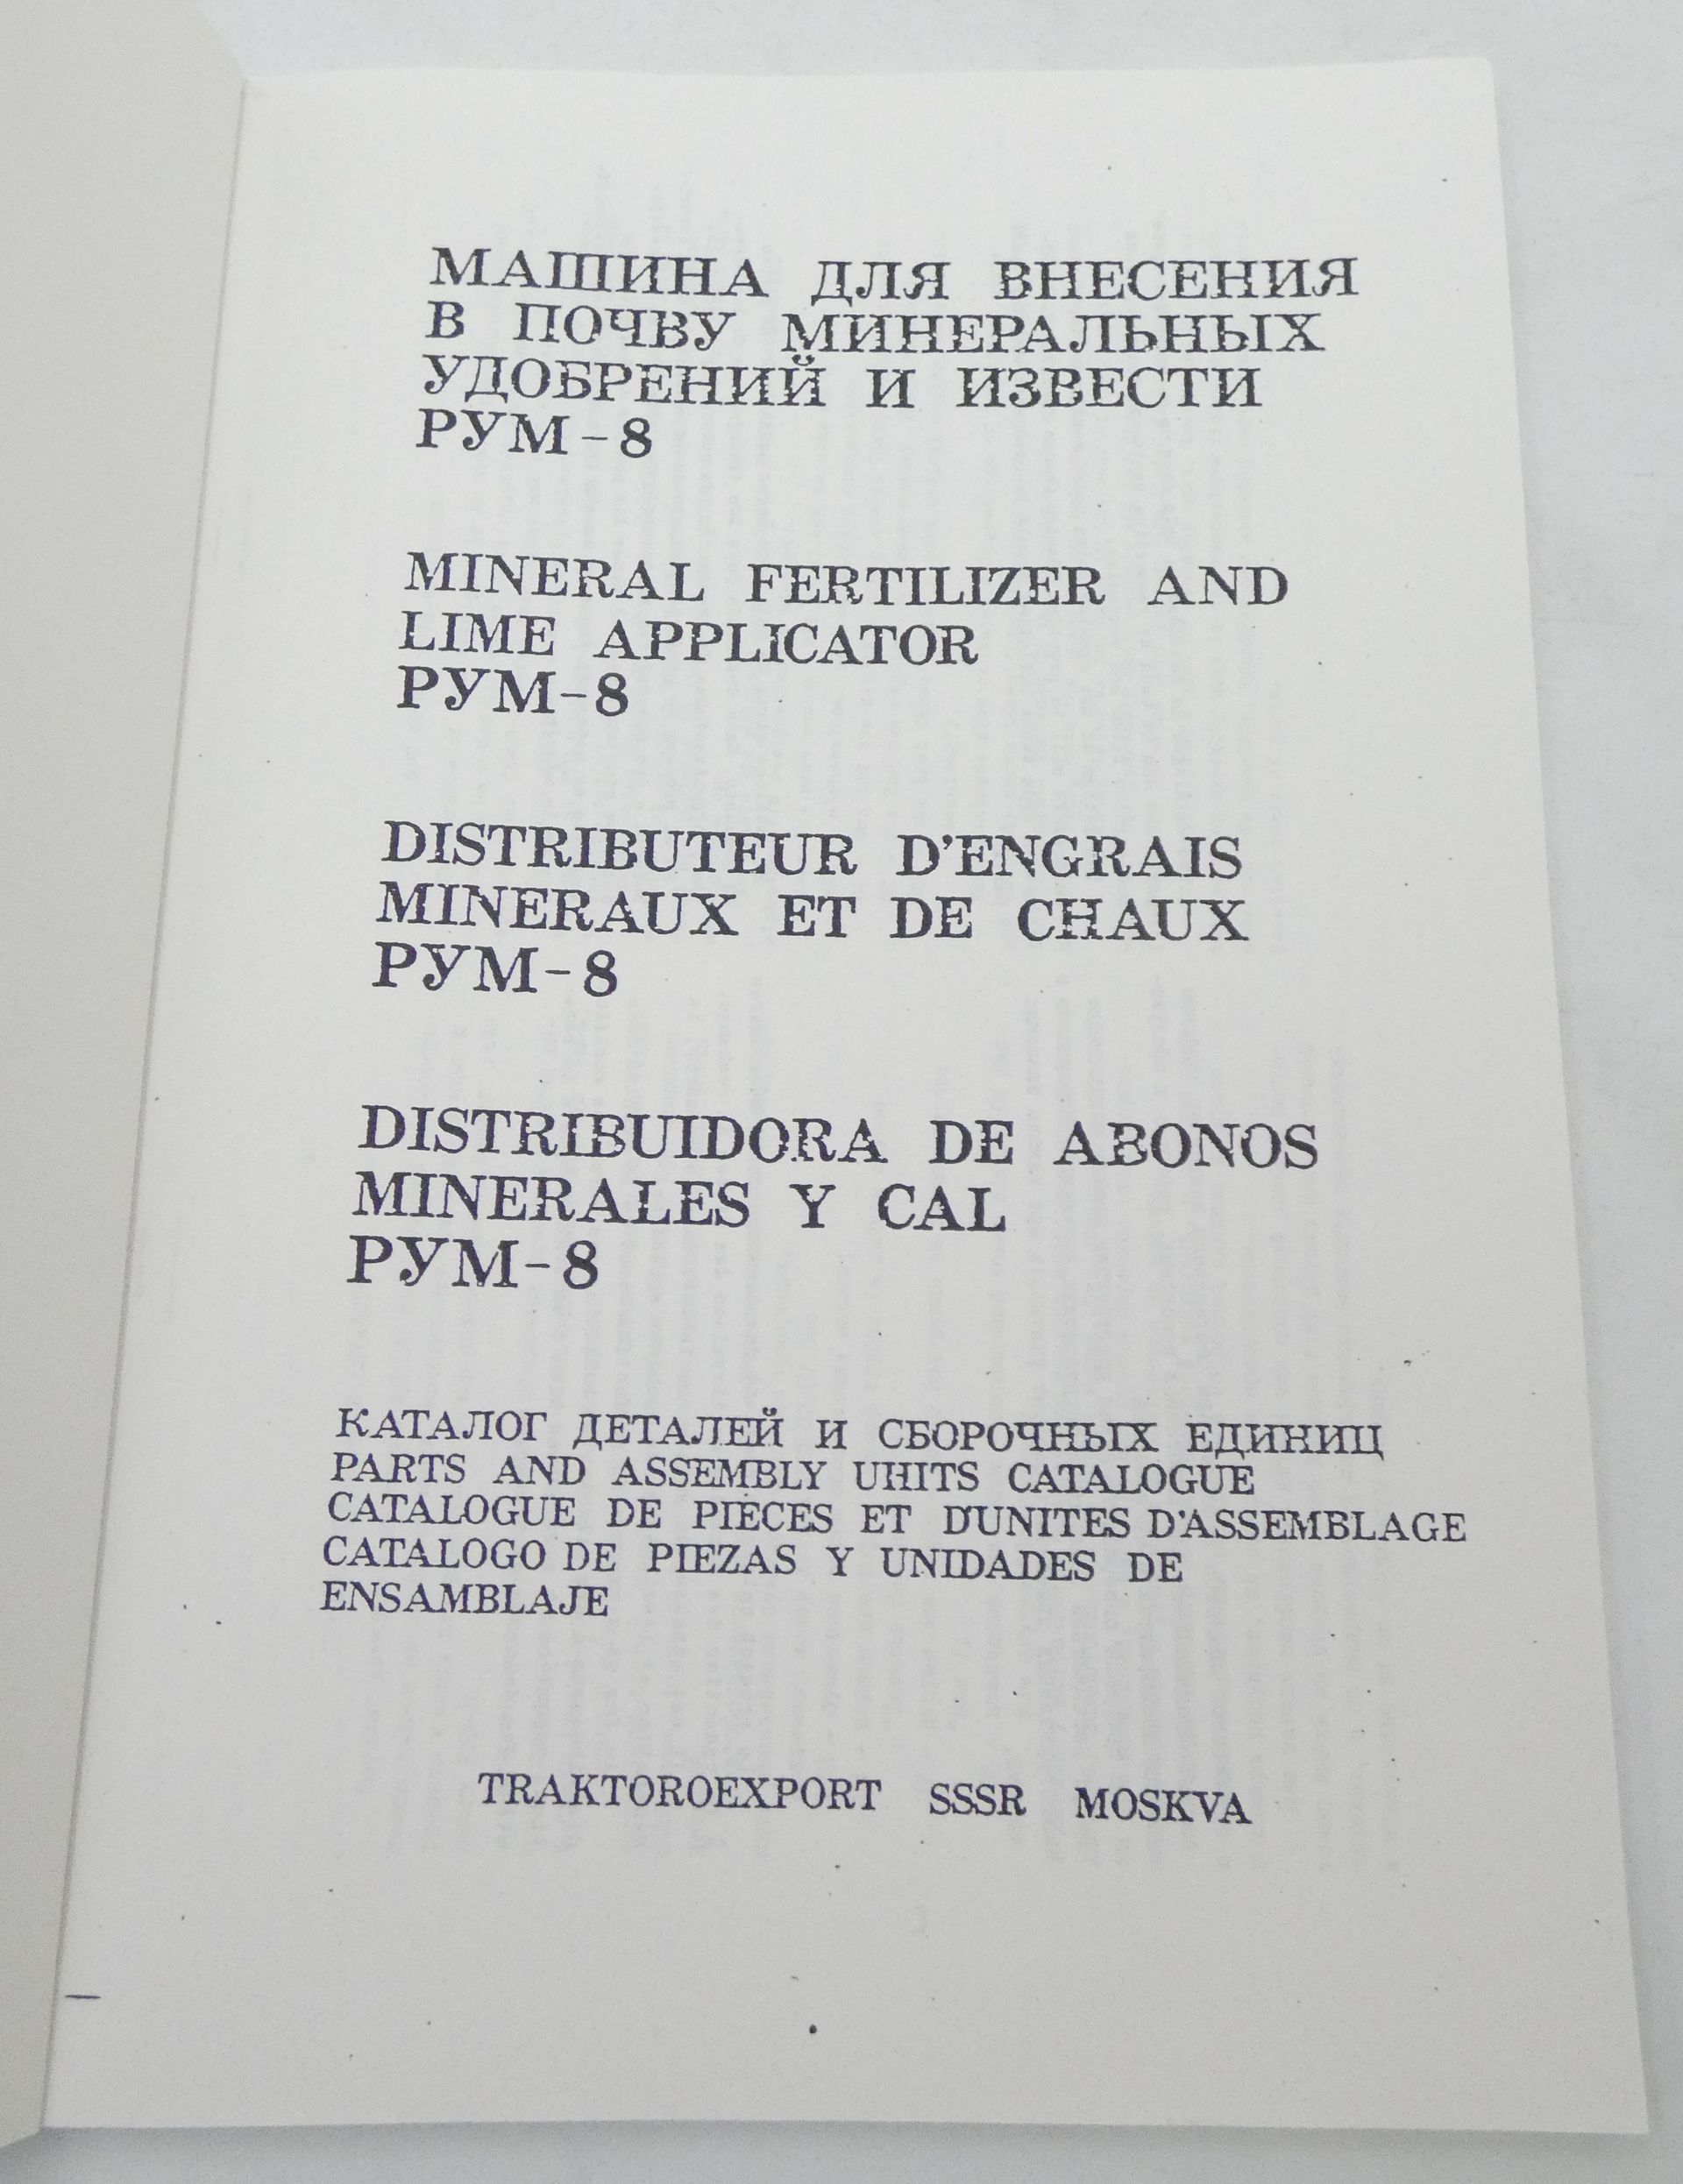 МАШИНА ДЛЯ ВНЕСЕНИЯ
В ПОЧВУ МИНЕРАЛЬНЫХ
УДОБРЕНИЙ И ИЗВЕСТИ
РУМ-8
MINERAL FERTILIZER AND
LIME APPLICATOR
РУМ-8
DISTRIBUTEUR D'ENGRAIS
MINERAUX ET DE CHAUX
РУМ-8
DISTRIBUIDORA DE ABONOS
MINERALES Y CAL
РУМ-8
КАТАЛОГ ДЕТАЛЕЙ И СБОРОЧНЫХ ЕДИНИЦ
PARTS AND ASSEMBLY UHITS CATALOGUE
CATALOGUE DE PIÈCES ET D'UNITES D'ASSEMBLAGE
CATALOGO DE PIEZAS Y UNIDADES DE
ENSAMBLAJE
TRAKTOROEXPORT SSSR MOSKVA